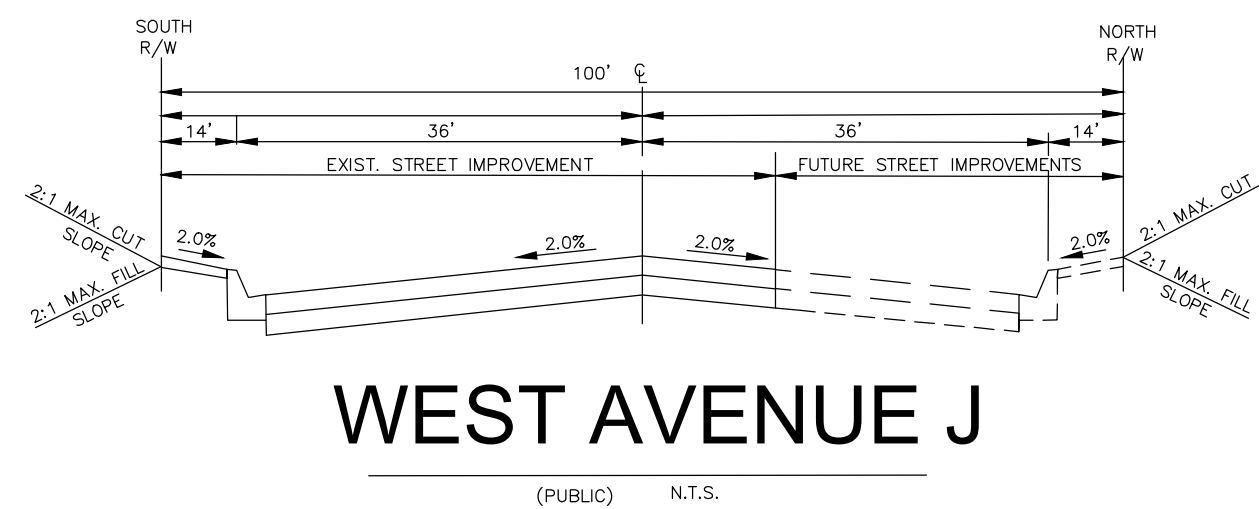 SOUTH
R/W
NORTH
R/W
100' ℄
14'
36'
36'
14'
EXIST. STREET IMPROVEMENT
FUTURE STREET IMPROVEMENTS
2:1 MAX. CUT
SLOPE
2:1 MAX. FILL
SLOPE
2.0%
2.0%
2.0%
2.0%
2:1 MAX. CUT
2:1 MAX. FILL
SLOPE
WEST AVENUE J
(PUBLIC) N.T.S.